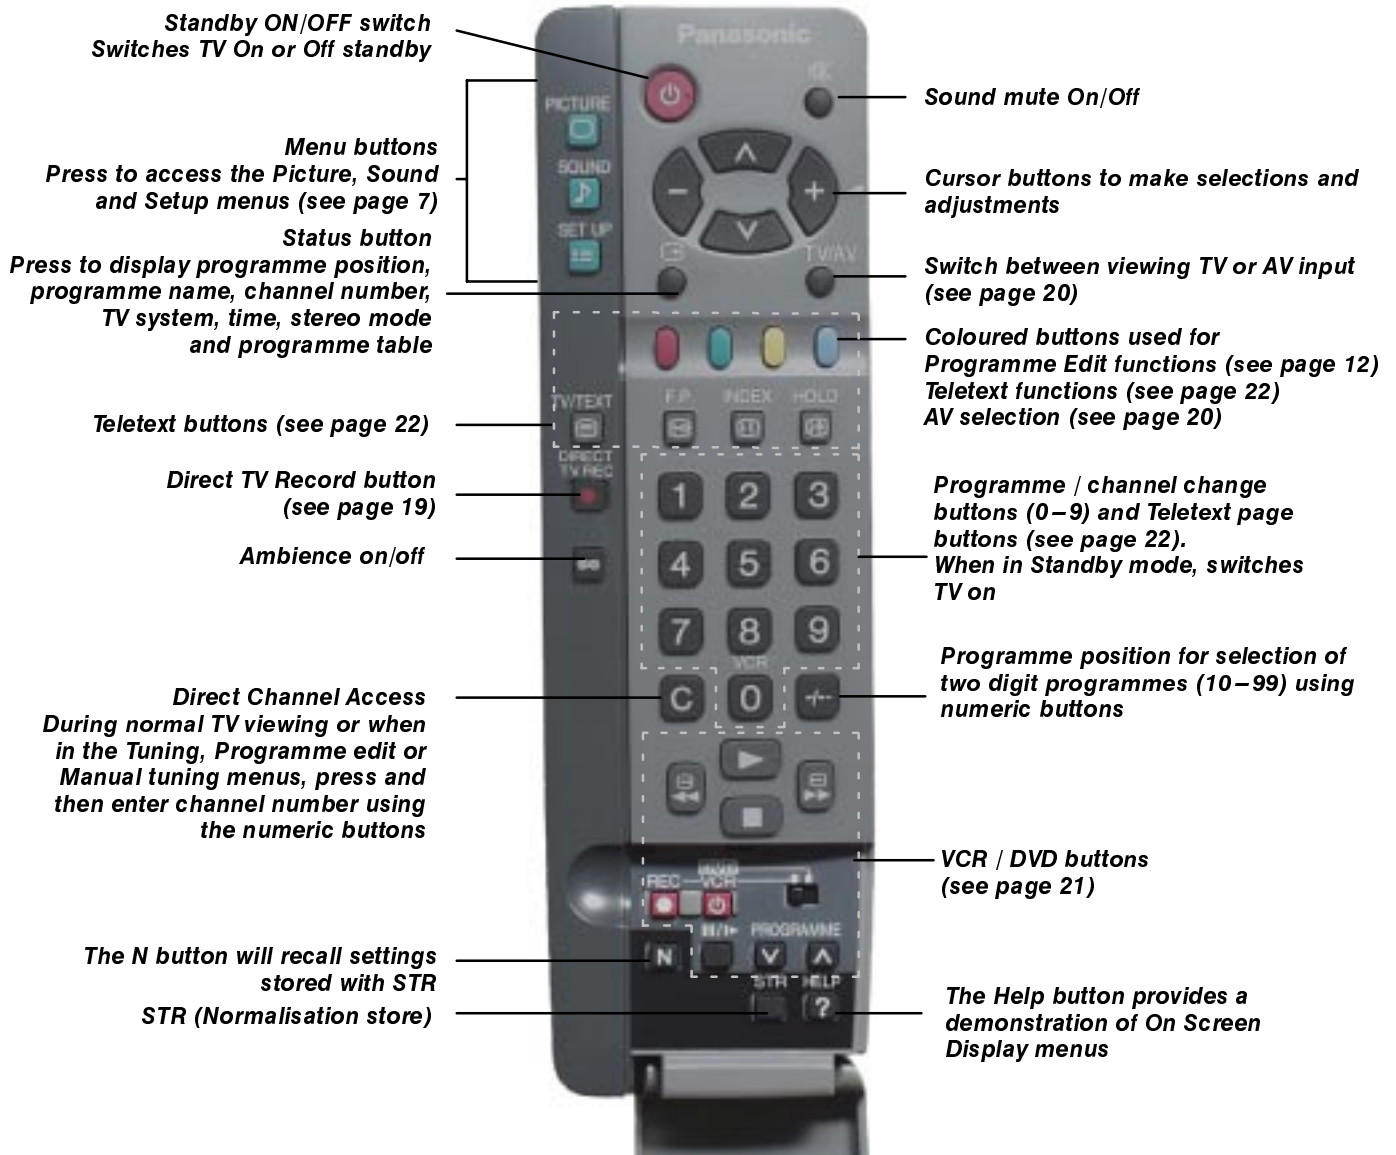 Standby ON/OFF switch
Switches TV On or Off standby
Menu buttons
Press to access the Picture, Sound
and Setup menus (see page 7)
Status button
Press to display programme position,
programme name, channel number,
TV system, time, stereo mode
and programme table
Teletext buttons (see page 22)
Direct TV Record button
(see page 19)
Ambience on/off
Direct Channel Access
During normal TV viewing or when
in the Tuning, Programme edit or
Manual tuning menus, press and
then enter channel number using
the numeric buttons
The N button will recall settings
stored with STR
STR (Normalisation store)
Panasonic
PICTURE
SOUND
SET UP
TV/AV
TV/TEXT
F.P. INDEX HOLD
DIRECT
TV REC
1 2 3
4 5 6
7 8 9
VCR
C 0 -/--
REC VCR
II/I▶ PROGRAMME
N
STR HELP
?
Sound mute On/Off
Cursor buttons to make selections and
adjustments
Switch between viewing TV or AV input
(see page 20)
Coloured buttons used for
Programme Edit functions (see page 12)
Teletext functions (see page 22)
AV selection (see page 20)
Programme / channel change
buttons (0–9) and Teletext page
buttons (see page 22).
When in Standby mode, switches
TV on
Programme position for selection of
two digit programmes (10–99) using
numeric buttons
VCR / DVD buttons
(see page 21)
The Help button provides a
demonstration of On Screen
Display menus